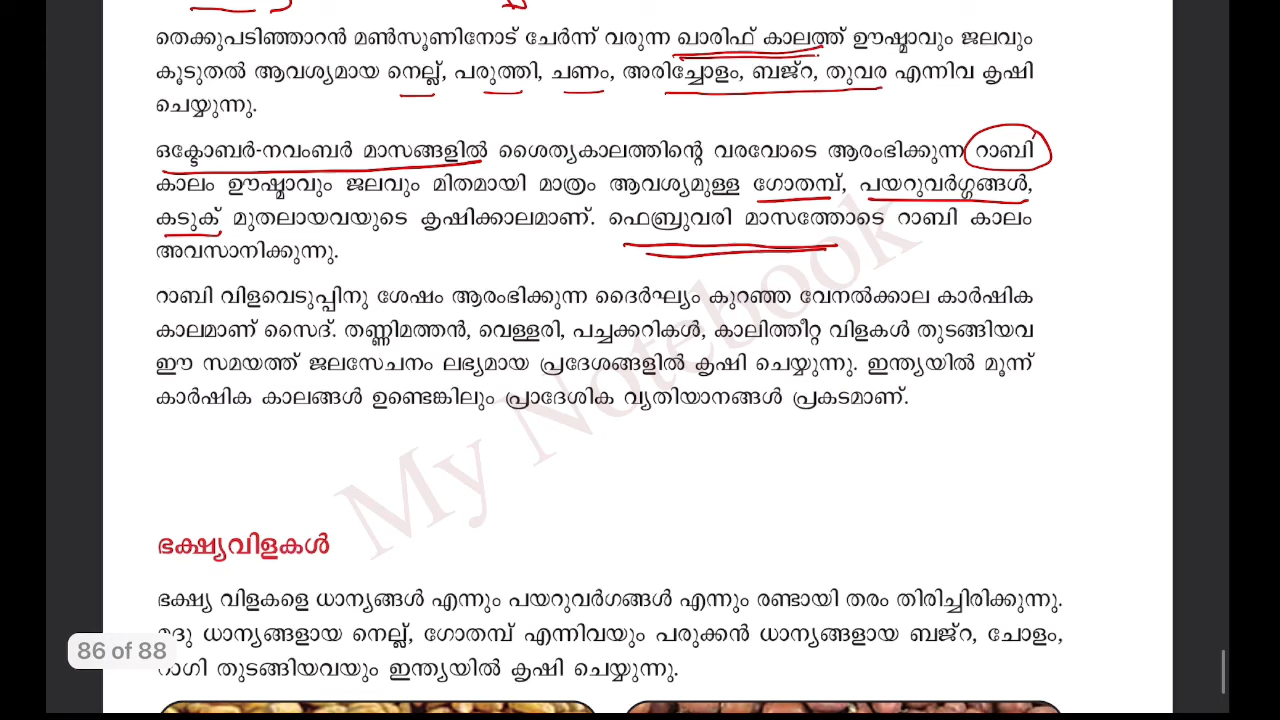 തെക്കുപടിഞ്ഞാറൻ മൺസൂണിനോട് ചേർന്ന് വരുന്ന ഖാരിഫ് കാലത്ത് ഊഷ്മാവും ജലവും
കൂടുതൽ ആവശ്യമായ നെല്ല്, പരുത്തി, ചണം, അരിച്ചോളം, ബജ്റ, തുവര എന്നിവ കൃഷി
ചെയ്യുന്നു.
ഒക്ടോബർ-നവംബർ മാസങ്ങളിൽ ശൈത്യകാലത്തിന്റെ വരവോടെ ആരംഭിക്കുന്ന റാബി
കാലം ഊഷ്മാവും ജലവും മിതമായി മാത്രം ആവശ്യമുള്ള ഗോതമ്പ്, പയറുവർഗ്ഗങ്ങൾ,
കടുക് മുതലായവയുടെ കൃഷിക്കാലമാണ്. ഫെബ്രുവരി മാസത്തോടെ റാബി കാലം
അവസാനിക്കുന്നു.
റാബി വിളവെടുപ്പിനു ശേഷം ആരംഭിക്കുന്ന ദൈർഘ്യം കുറഞ്ഞ വേനൽക്കാല കാർഷിക
കാലമാണ് സൈദ്. തണ്ണിമത്തൻ, വെള്ളരി, പച്ചക്കറികൾ, കാലിത്തീറ്റ വിളകൾ തുടങ്ങിയവ
ഈ സമയത്ത് ജലസേചനം ലഭ്യമായ പ്രദേശങ്ങളിൽ കൃഷി ചെയ്യുന്നു. ഇന്ത്യയിൽ മൂന്ന്
കാർഷിക കാലങ്ങൾ ഉണ്ടെങ്കിലും പ്രാദേശിക വ്യതിയാനങ്ങൾ പ്രകടമാണ്.
My Notebook
ഭക്ഷ്യവിളകൾ
ഭക്ഷ്യ വിളകളെ ധാന്യങ്ങൾ എന്നും പയറുവർഗങ്ങൾ എന്നും രണ്ടായി തരം തിരിച്ചിരിക്കുന്നു.
ധാന്യങ്ങളായ നെല്ല്, ഗോതമ്പ് എന്നിവയും പരുക്കൻ ധാന്യങ്ങളായ ബജ്റ, ചോളം,
തുടങ്ങിയവയും ഇന്ത്യയിൽ കൃഷി ചെയ്യുന്നു.
86 of 88